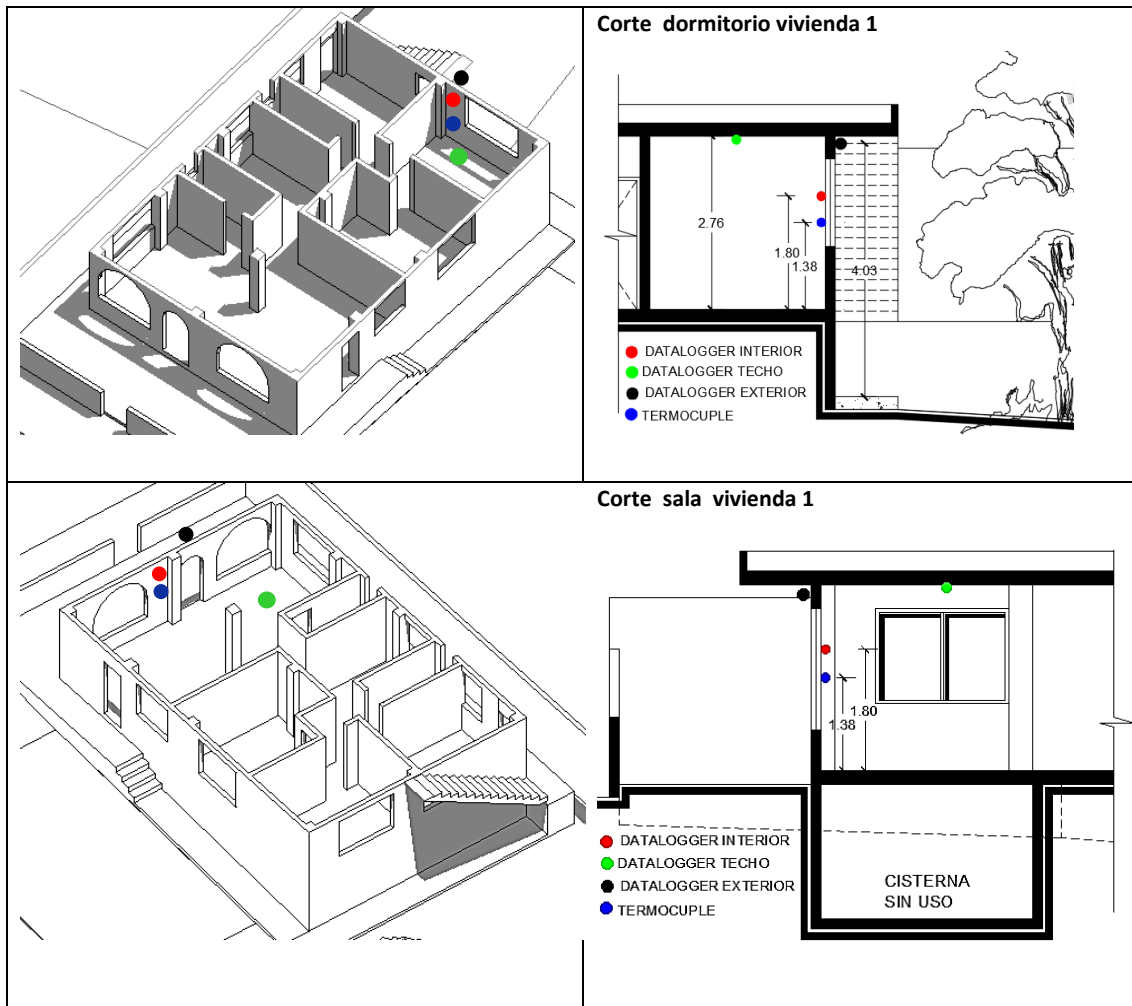 Corte dormitorio vivienda 1
2.76
1.80
1.38
4.03
DATALOGGER INTERIOR
DATALOGGER TECHO
DATALOGGER EXTERIOR
TERMOCUPLE
Corte sala vivienda 1
1.80
1.38
DATALOGGER INTERIOR
DATALOGGER TECHO
DATALOGGER EXTERIOR
TERMOCUPLE
CISTERNA
SIN USO